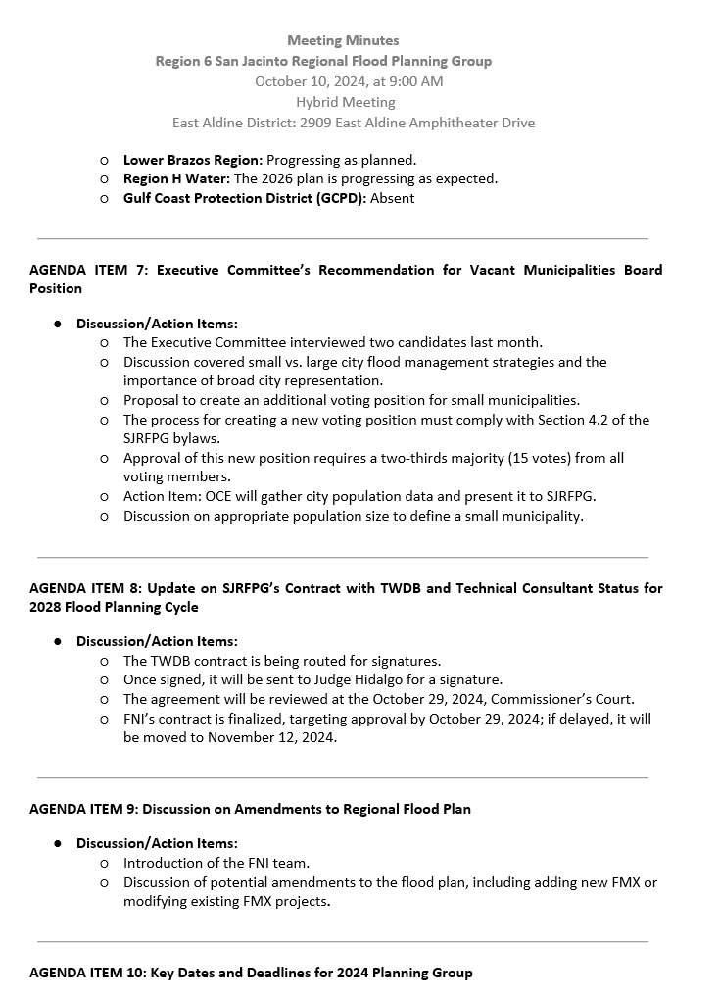 Meeting Minutes
Region 6 San Jacinto Regional Flood Planning Group
October 10, 2024, at 9:00 AM
Hybrid Meeting
East Aldine District: 2909 East Aldine Amphitheater Drive
o Lower Brazos Region: Progressing as planned.
o Region H Water: The 2026 plan is progressing as expected.
o Gulf Coast Protection District (GCPD): Absent
AGENDA ITEM 7: Executive Committee's Recommendation for Vacant Municipalities Board
Position
● Discussion/Action Items:
o The Executive Committee interviewed two candidates last month.
o Discussion covered small vs. large city flood management strategies and the
importance of broad city representation.
o Proposal to create an additional voting position for small municipalities.
o The process for creating a new voting position must comply with Section 4.2 of the
SJRFPG bylaws.
o Approval of this new position requires a two-thirds majority (15 votes) from all
voting members.
o Action Item: OCE will gather city population data and present it to SJRFPG.
o Discussion on appropriate population size to define a small municipality.
AGENDA ITEM 8: Update on SJRFPG's Contract with TWDB and Technical Consultant Status for
2028 Flood Planning Cycle
● Discussion/Action Items:
o The TWDB contract is being routed for signatures.
o Once signed, it will be sent to Judge Hidalgo for a signature.
o The agreement will be reviewed at the October 29, 2024, Commissioner's Court.
o FNI's contract is finalized, targeting approval by October 29, 2024; if delayed, it will
be moved to November 12, 2024.
AGENDA ITEM 9: Discussion on Amendments to Regional Flood Plan
● Discussion/Action Items:
o Introduction of the FNI team.
o Discussion of potential amendments to the flood plan, including adding new FMX or
modifying existing FMX projects.
AGENDA ITEM 10: Key Dates and Deadlines for 2024 Planning Group